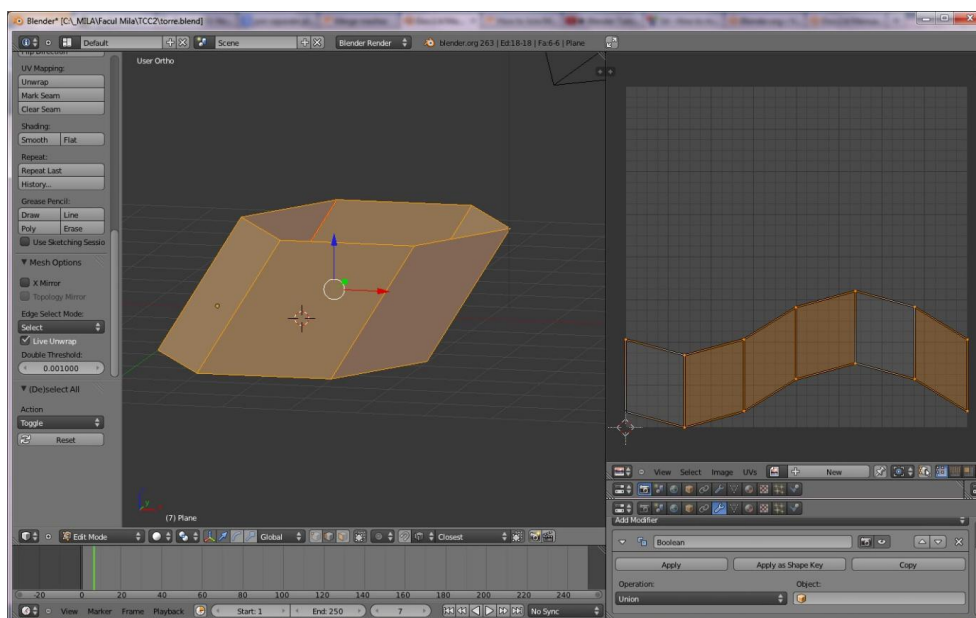 Blender* [C:\_MILA\Facul Mila\TCC2\torre.blend]
Default
Scene
Blender Render
blender.org 263 | Ed:18-18 | Fa:6-6 | Plane
Flip Direction
UV Mapping:
Unwrap
Mark Seam
Clear Seam
Shading:
Smooth Flat
Repeat:
Repeat Last
History...
Grease Pencil:
Draw Line
Poly Erase
Use Sketching Sessio
Mesh Options
X Mirror
Topology Mirror
Edge Select Mode:
Select
Live Unwrap
Double Threshold:
0.001000
(De)select All
Action
Toggle
Reset
User Ortho
(7) Plane
Edit Mode
Global
Closest
-20 0 20 40 60 80 100 120 140 160 180 200 220 240
View Marker Frame Playback
Start: 1
End: 250
7
No Sync
View Select Image UVs
New
Add Modifier
Boolean
Apply
Apply as Shape Key
Copy
Operation:
Object:
Union